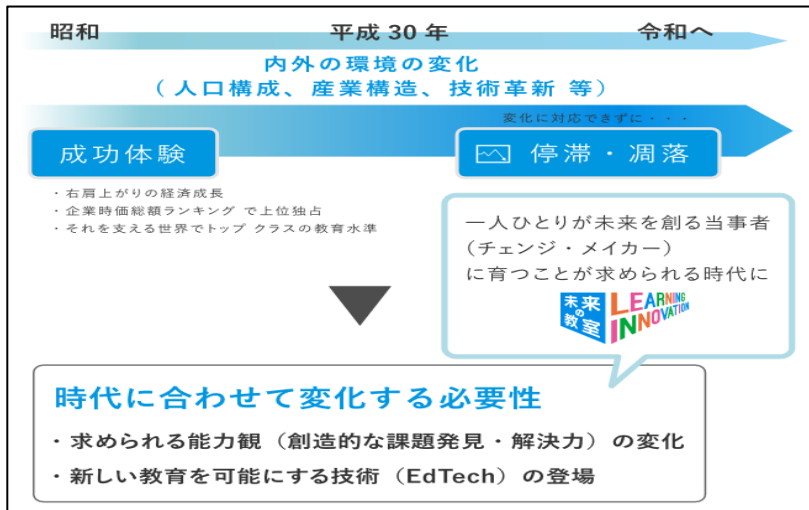 昭和 平成 30 年 令和へ
内外の環境の変化
（ 人口構成、産業構造、技術革新 等）
変化に対応できずに・・・
成功体験
停滞・凋落
・右肩上がりの経済成長
・企業時価総額ランキング で上位独占
・それを支える世界でトップ クラスの教育水準
一人ひとりが未来を創る当事者
（チェンジ・メイカー）
に育つことが求められる時代に
未来の教室
LEARNING
INNOVATION
時代に合わせて変化する必要性
・求められる能力観（創造的な課題発見・解決力）の変化
・新しい教育を可能にする技術（EdTech）の登場